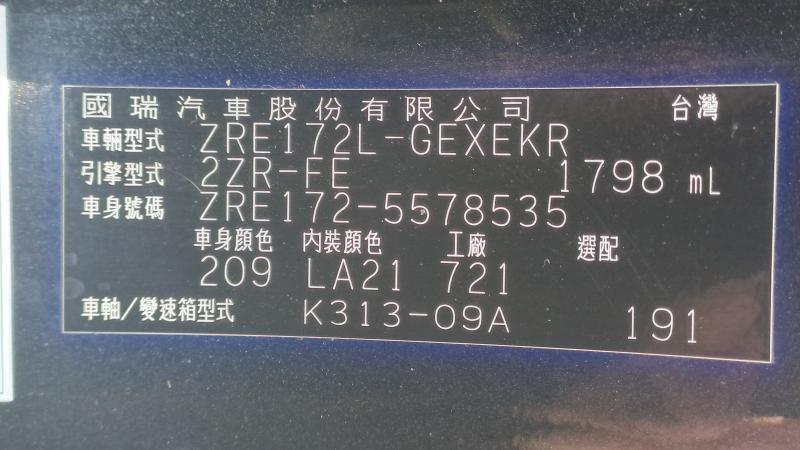 國瑞汽車股份有限公司 台灣
車輛型式 ZRE172L-GEXEKR
引擎型式 2ZR-FE 1798 mL
車身號碼 ZRE172-5578535
車身顏色 內裝顏色 工廠 選配
209 LA21 721
車軸/變速箱型式 K313-09A 191